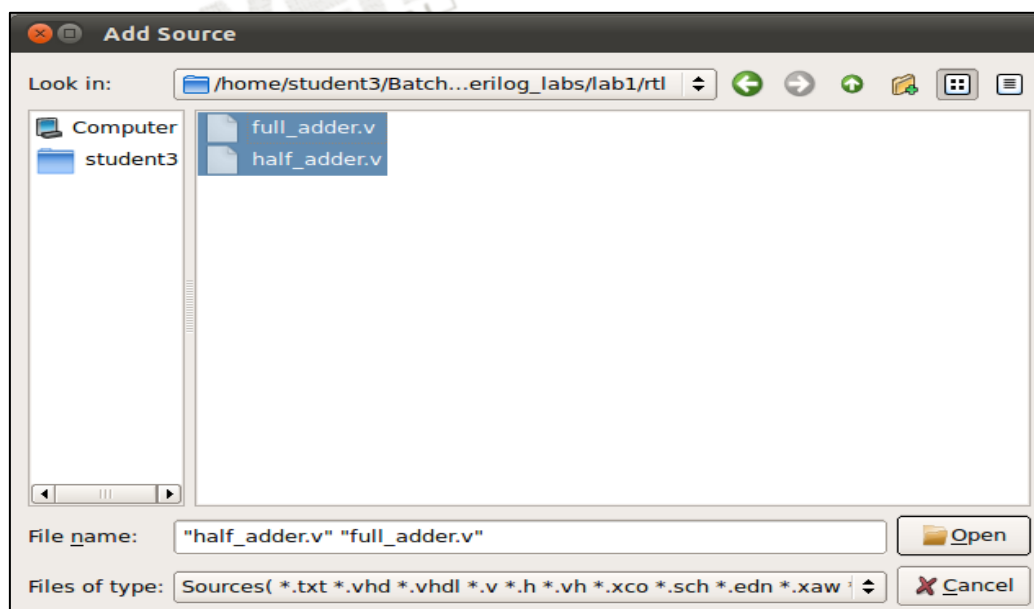 Add Source
Look in: /home/student3/Batch...erilog_labs/lab1/rtl
Computer
student3
full_adder.v
half_adder.v
File name: "half_adder.v" "full_adder.v" Open
Files of type: Sources( *.txt *.vhd *.vhdl *.v *.h *.vh *.xco *.sch *.edn *.xaw Cancel